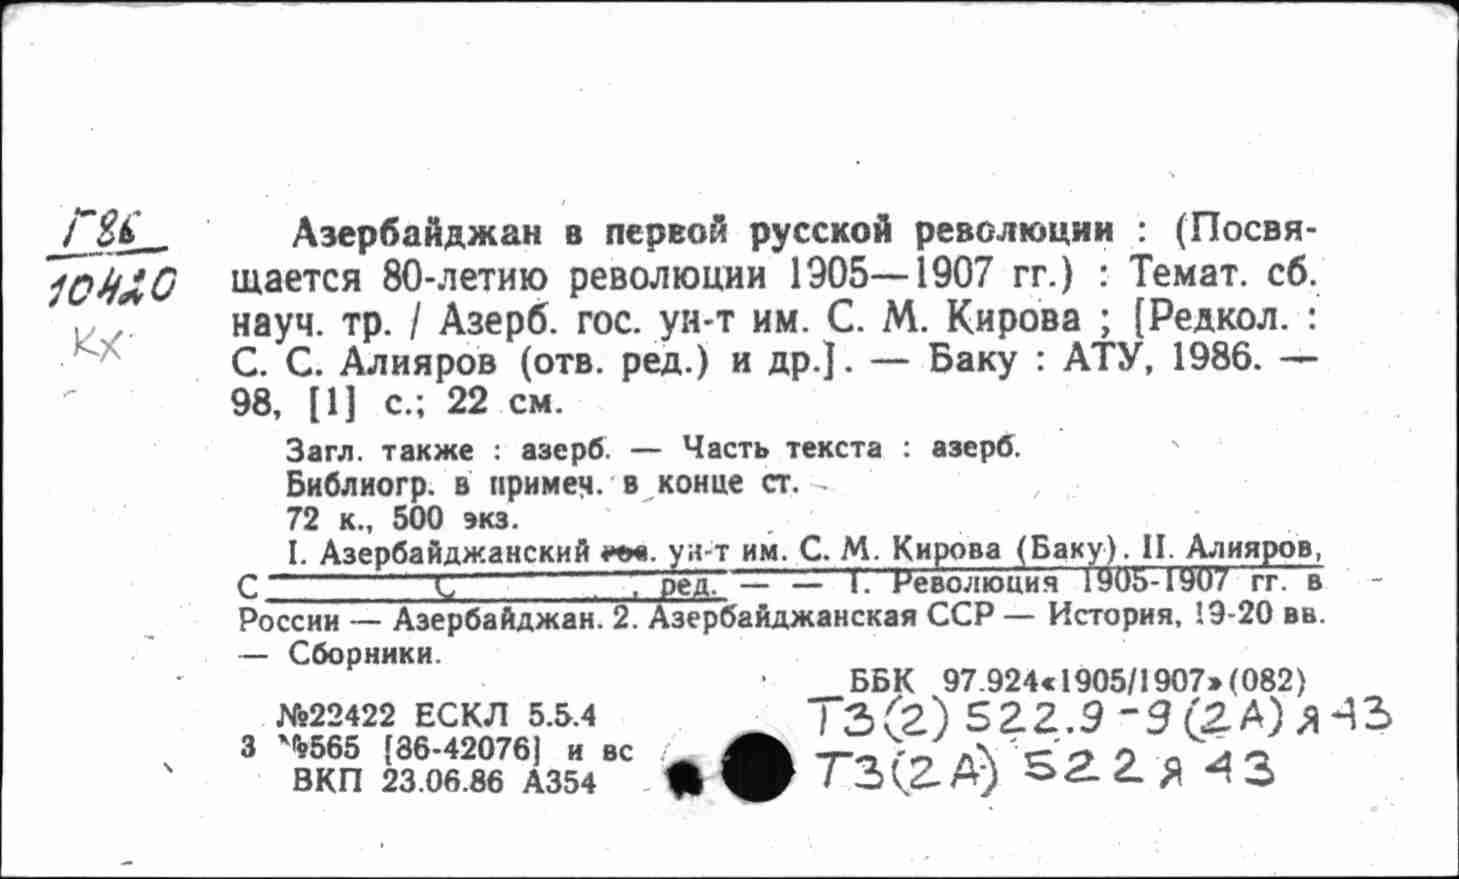 Г86
10420
Кх
Азербайджан в первой русской революции : (Посвя-
щается 80-летию революции 1905—1907 гг.) : Темат. сб.
науч. тр. / Азерб. гос. ун-т им. С. М. Кирова ; [Редкол. :
С. С. Алияров (отв. ред.) и др.]. — Баку : АГУ, 1986. —
98, [1] с.; 22 см.
Загл. также : азерб. — Часть текста : азерб.
Библиогр. в примеч. в конце ст.
72 к., 500 экз.
I. Азербайджанский гос. ун-т им. С. М. Кирова (Баку). II. Алияров,
С С , ред. — — 1. Революция 1905-1907 гг. в
России — Азербайджан. 2. Азербайджанская ССР — История, 19-20 вв.
— Сборники.
ББК 97.924«1905/1907»(082)
№22422 ЕСКЛ 5.5.4
Т3(2)522.9-9(2А)я43
З №565 [86-42076] и вс
Т3(2А)522я43
ВКП 23.06.86 А354